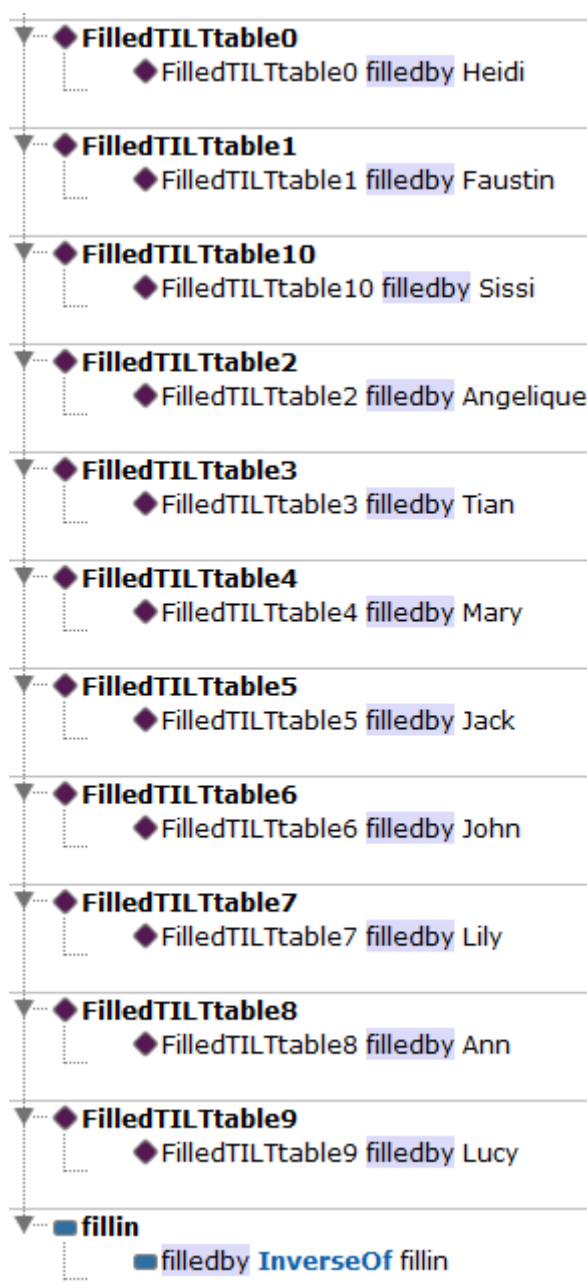 FilledTILTtable0
FilledTILTtable0 filledby Heidi
FilledTILTtable1
FilledTILTtable1 filledby Faustin
FilledTILTtable10
FilledTILTtable10 filledby Sissi
FilledTILTtable2
FilledTILTtable2 filledby Angelique
FilledTILTtable3
FilledTILTtable3 filledby Tian
FilledTILTtable4
FilledTILTtable4 filledby Mary
FilledTILTtable5
FilledTILTtable5 filledby Jack
FilledTILTtable6
FilledTILTtable6 filledby John
FilledTILTtable7
FilledTILTtable7 filledby Lily
FilledTILTtable8
FilledTILTtable8 filledby Ann
FilledTILTtable9
FilledTILTtable9 filledby Lucy
fillin
filledby InverseOf fillin